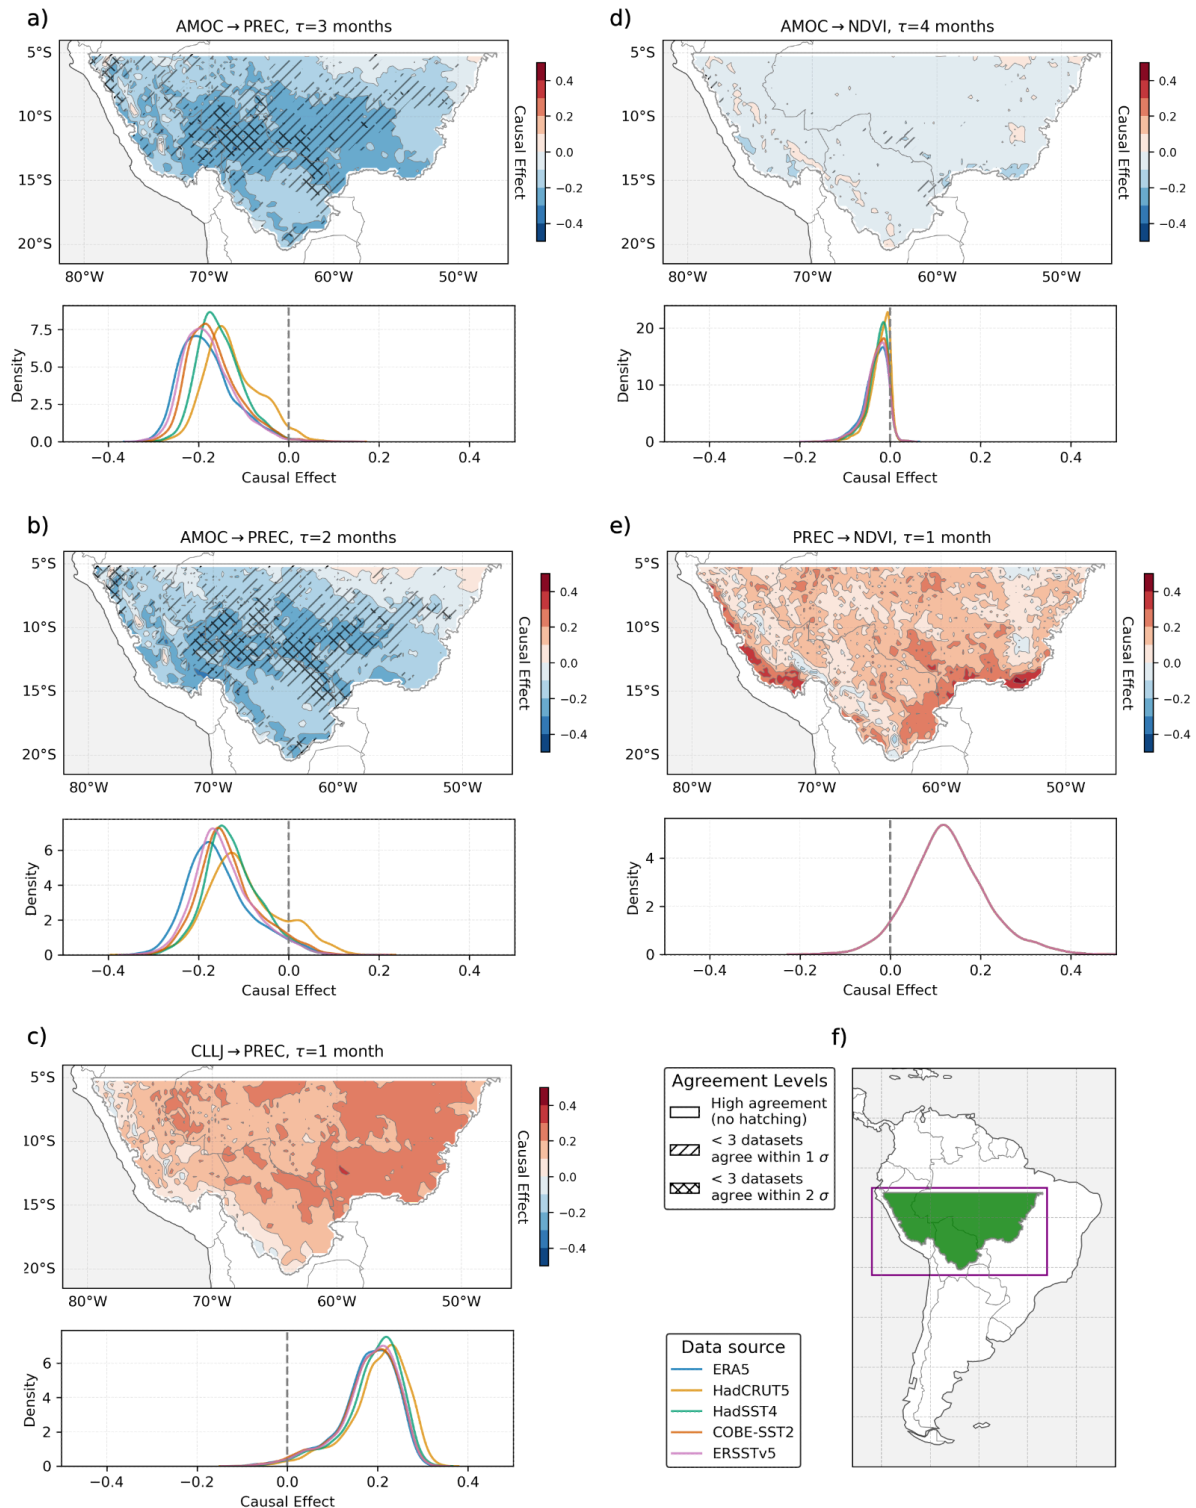 a)
AMOC→PREC, τ=3 months
5°S
10°S
15°S
20°S
80°W 70°W 60°W 50°W
0.4
0.2
0.0
−0.2
−0.4
Causal Effect
Density
7.5
5.0
2.5
0.0
−0.4 −0.2 0.0 0.2 0.4
Causal Effect
d)
AMOC→NDVI, τ=4 months
5°S
10°S
15°S
20°S
80°W 70°W 60°W 50°W
0.4
0.2
0.0
−0.2
−0.4
Causal Effect
Density
20
10
0
−0.4 −0.2 0.0 0.2 0.4
Causal Effect
b)
AMOC→PREC, τ=2 months
5°S
10°S
15°S
20°S
80°W 70°W 60°W 50°W
0.4
0.2
0.0
−0.2
−0.4
Causal Effect
Density
6
4
2
0
−0.4 −0.2 0.0 0.2 0.4
Causal Effect
e)
PREC→NDVI, τ=1 month
5°S
10°S
15°S
20°S
80°W 70°W 60°W 50°W
0.4
0.2
0.0
−0.2
−0.4
Causal Effect
Density
4
2
0
−0.4 −0.2 0.0 0.2 0.4
Causal Effect
c)
CLLJ→PREC, τ=1 month
5°S
10°S
15°S
20°S
80°W 70°W 60°W 50°W
0.4
0.2
0.0
−0.2
−0.4
Causal Effect
Density
6
4
2
0
−0.4 −0.2 0.0 0.2 0.4
Causal Effect
Agreement Levels
High agreement
(no hatching)
< 3 datasets
agree within 1 σ
< 3 datasets
agree within 2 σ
Data source
ERA5
HadCRUT5
HadSST4
COBE-SST2
ERSSTv5
f)